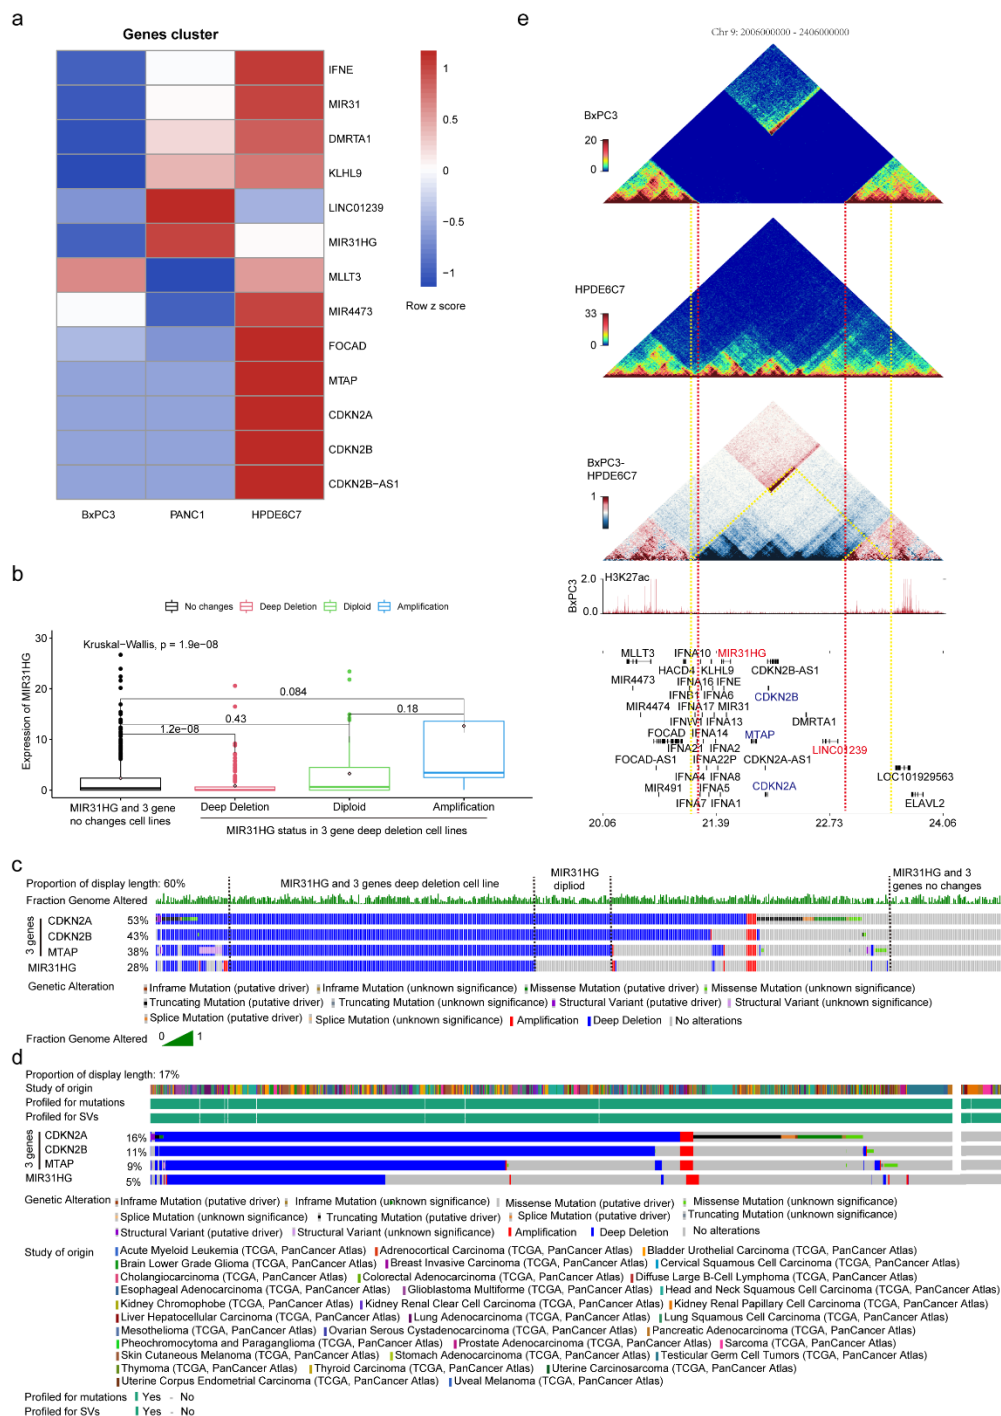 a
Genes cluster
IFNE
MIR31
DMRTA1
KLHL9
LINC01239
MIR31HG
MLLT3
MIR4473
FOCAD
MTAP
CDKN2A
CDKN2B
CDKN2B−AS1
BxPC3 PANC1 HPDE6C7
1
0.5
0
−0.5
−1
Row z score
b
No changes Deep Deletion Diploid Amplification
Kruskal−Wallis, p = 1.9e−08
Expression of MIR31HG
30
20
10
0
0.084
0.43
0.18
1.2e−08
MIR31HG and 3 gene
no changes cell lines
Deep Deletion Diploid Amplification
MIR31HG status in 3 gene deep deletion cell lines
e
Chr 9: 2006000000 - 2406000000
BxPC3
20
0
HPDE6C7
33
0
BxPC3-
HPDE6C7
1
BxPC3
2.0
0.0
H3K27ac
MLLT3 IFNA10 MIR31HG
HACD4 KLHL9 CDKN2B-AS1
MIR4473 IFNA16 IFNE
IFNB1 IFNA6 CDKN2B
MIR4474 IFNA17 MIR31
IFNW1 IFNA13 DMRTA1
FOCAD IFNA14 MTAP
IFNA21 IFNA2 LINC01239
FOCAD-AS1 IFNA22P CDKN2A-AS1
IFNA4 IFNA8 LOC101929563
MIR491 IFNA5 CDKN2A
IFNA7 IFNA1 ELAVL2
20.06 21.39 22.73 24.06
c
Proportion of display length: 60%
MIR31HG and 3 genes deep deletion cell line
MIR31HG
dipliod
MIR31HG and 3
genes no changes
Fraction Genome Altered
3 genes
CDKN2A 53%
CDKN2B 43%
MTAP 38%
MIR31HG 28%
Genetic Alteration
Inframe Mutation (putative driver) Inframe Mutation (unknown significance) Missense Mutation (putative driver) Missense Mutation (unknown significance)
Truncating Mutation (putative driver) Truncating Mutation (unknown significance) Structural Variant (putative driver) Structural Variant (unknown significance)
Splice Mutation (putative driver) Splice Mutation (unknown significance) Amplification Deep Deletion No alterations
Fraction Genome Altered 0 1
d
Proportion of display length: 17%
Study of origin
Profiled for mutations
Profiled for SVs
3 genes
CDKN2A 16%
CDKN2B 11%
MTAP 9%
MIR31HG 5%
Genetic Alteration
Inframe Mutation (putative driver) Inframe Mutation (unknown significance) Missense Mutation (putative driver) Missense Mutation (unknown significance)
Splice Mutation (unknown significance) Truncating Mutation (putative driver) Splice Mutation (putative driver) Truncating Mutation (unknown significance)
Structural Variant (putative driver) Structural Variant (unknown significance) Amplification Deep Deletion No alterations
Study of origin
Acute Myeloid Leukemia (TCGA, PanCancer Atlas) Adrenocortical Carcinoma (TCGA, PanCancer Atlas) Bladder Urothelial Carcinoma (TCGA, PanCancer Atlas)
Brain Lower Grade Glioma (TCGA, PanCancer Atlas) Breast Invasive Carcinoma (TCGA, PanCancer Atlas) Cervical Squamous Cell Carcinoma (TCGA, PanCancer Atlas)
Cholangiocarcinoma (TCGA, PanCancer Atlas) Colorectal Adenocarcinoma (TCGA, PanCancer Atlas) Diffuse Large B-Cell Lymphoma (TCGA, PanCancer Atlas)
Esophageal Adenocarcinoma (TCGA, PanCancer Atlas) Glioblastoma Multiforme (TCGA, PanCancer Atlas) Head and Neck Squamous Cell Carcinoma (TCGA, PanCancer Atlas)
Kidney Chromophobe (TCGA, PanCancer Atlas) Kidney Renal Clear Cell Carcinoma (TCGA, PanCancer Atlas) Kidney Renal Papillary Cell Carcinoma (TCGA, PanCancer Atlas)
Liver Hepatocellular Carcinoma (TCGA, PanCancer Atlas) Lung Adenocarcinoma (TCGA, PanCancer Atlas) Lung Squamous Cell Carcinoma (TCGA, PanCancer Atlas)
Mesothelioma (TCGA, PanCancer Atlas) Ovarian Serous Cystadenocarcinoma (TCGA, PanCancer Atlas) Pancreatic Adenocarcinoma (TCGA, PanCancer Atlas)
Pheochromocytoma and Paraganglioma (TCGA, PanCancer Atlas) Prostate Adenocarcinoma (TCGA, PanCancer Atlas) Sarcoma (TCGA, PanCancer Atlas)
Skin Cutaneous Melanoma (TCGA, PanCancer Atlas) Stomach Adenocarcinoma (TCGA, PanCancer Atlas) Testicular Germ Cell Tumors (TCGA, PanCancer Atlas)
Thymoma (TCGA, PanCancer Atlas) Thyroid Carcinoma (TCGA, PanCancer Atlas) Uterine Carcinosarcoma (TCGA, PanCancer Atlas)
Uterine Corpus Endometrial Carcinoma (TCGA, PanCancer Atlas) Uveal Melanoma (TCGA, PanCancer Atlas)
Profiled for mutations Yes - No
Profiled for SVs Yes - No